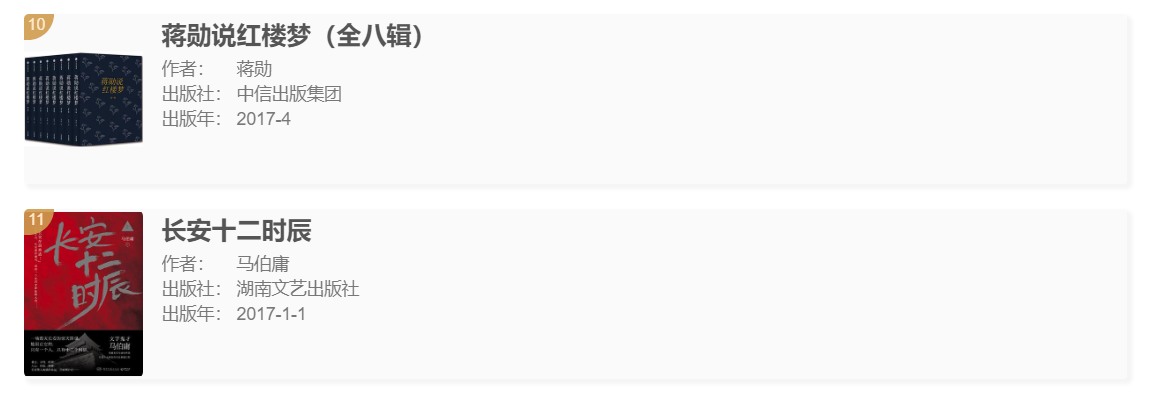 10
蒋勋说红楼梦（全八辑）
蒋勋说
红楼梦
作者： 蒋勋
出版社： 中信出版集团
出版年： 2017-4
11
长安十二时辰
长安
十二
时辰
马伯庸
作者： 马伯庸
出版社： 湖南文艺出版社
出版年： 2017-1-1